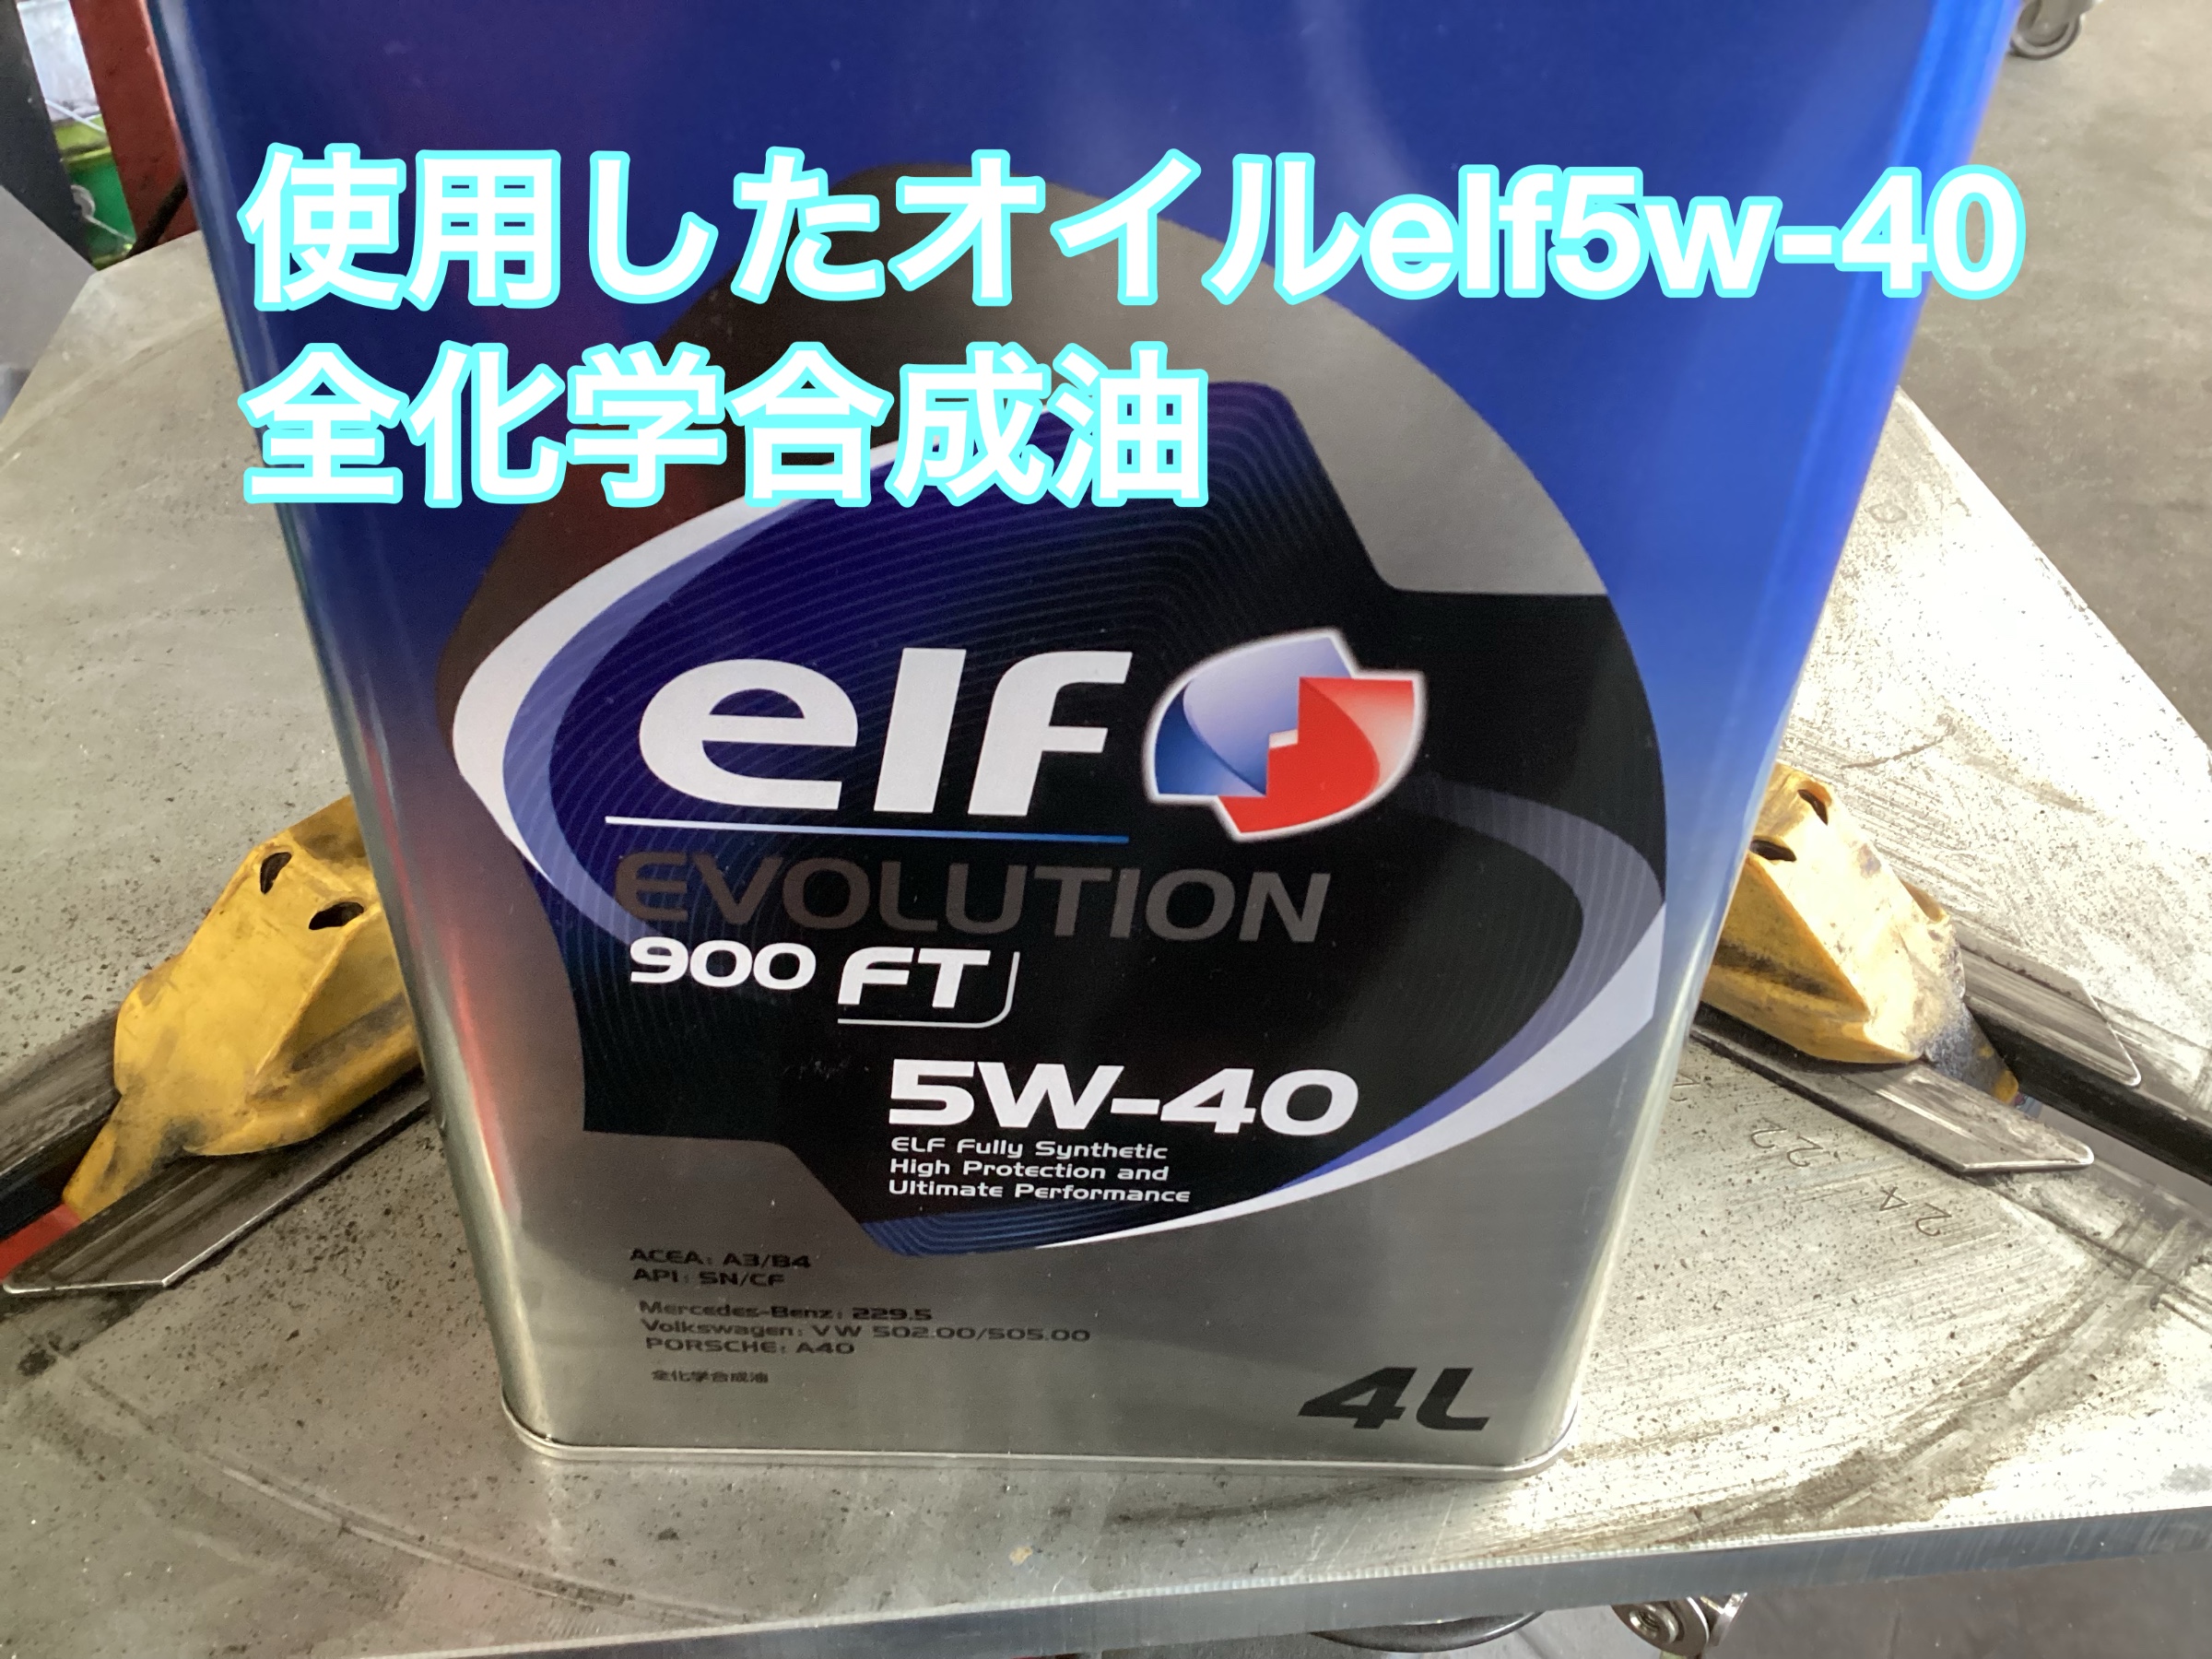 使用したオイルelf5w-40
全化学合成油
elf
EVOLUTION
900 FT
5W-40
ELF Fully Synthetic
High Protection and
Ultimate Performance
ACEA: A3/B4
API: SN/CF
Mercedes-Benz: 229.5
Volkswagen: VW 502.00/505.00
PORSCHE: A40
全化学合成油
4L
22
24